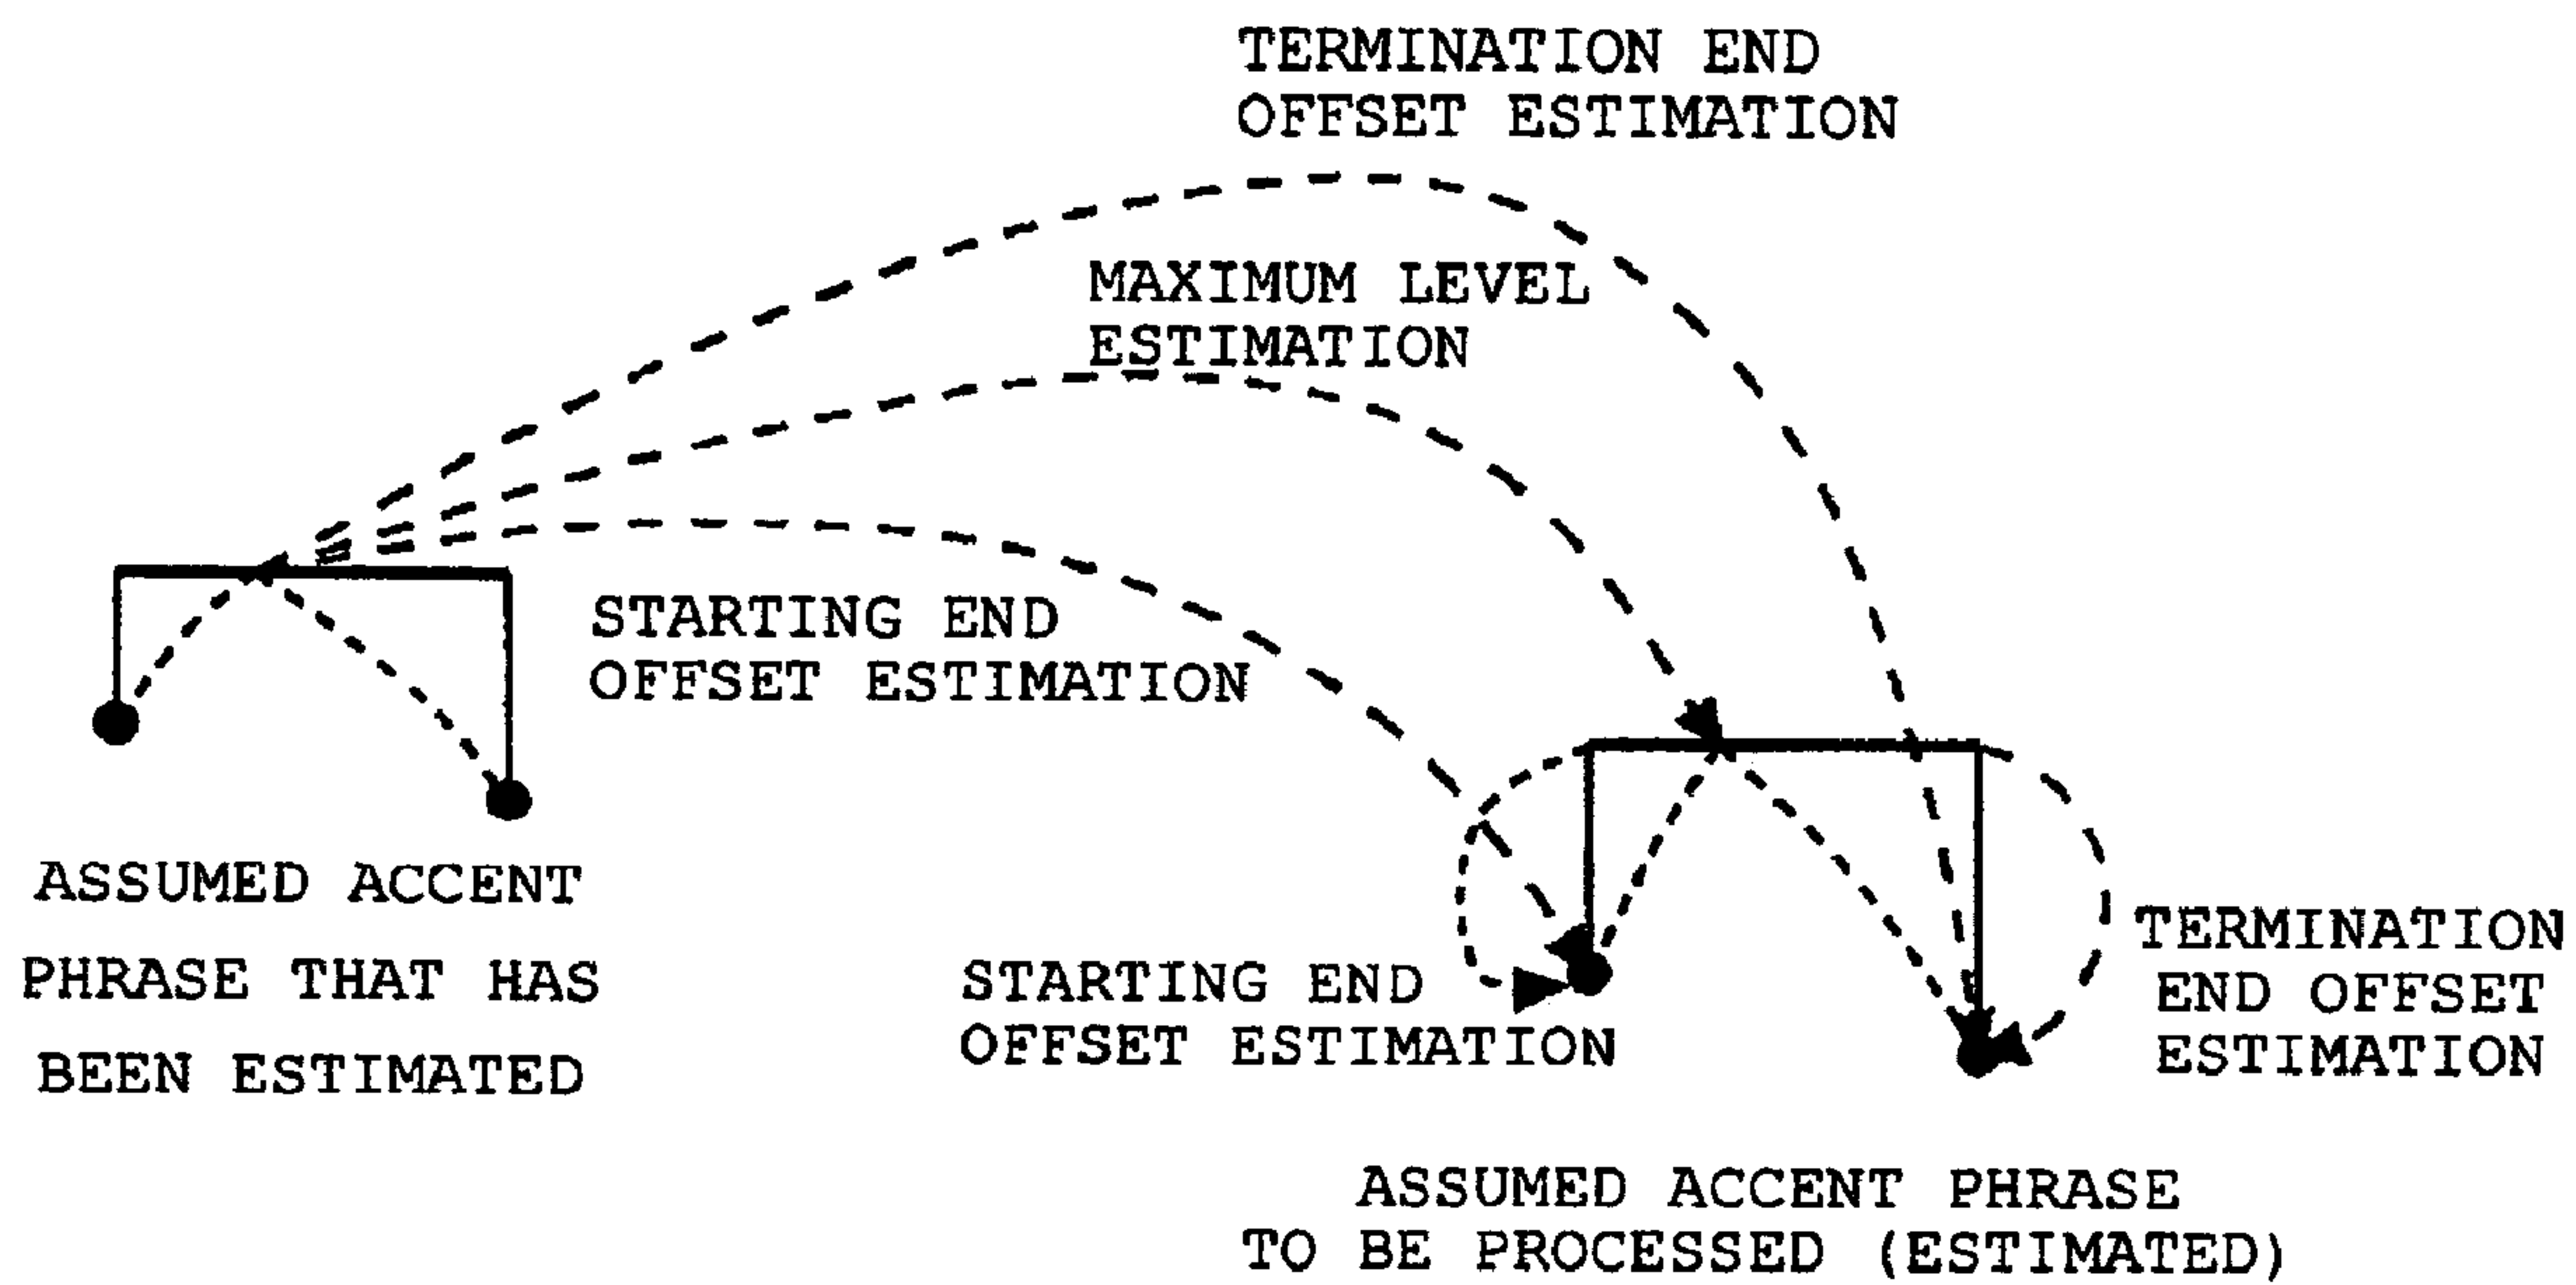 TERMINATION END
OFFSET ESTIMATION
MAXIMUM LEVEL
ESTIMATION
STARTING END
OFFSET ESTIMATION
ASSUMED ACCENT
PHRASE THAT HAS
BEEN ESTIMATED
STARTING END
OFFSET ESTIMATION
TERMINATION
END OFFSET
ESTIMATION
ASSUMED ACCENT PHRASE
TO BE PROCESSED (ESTIMATED)